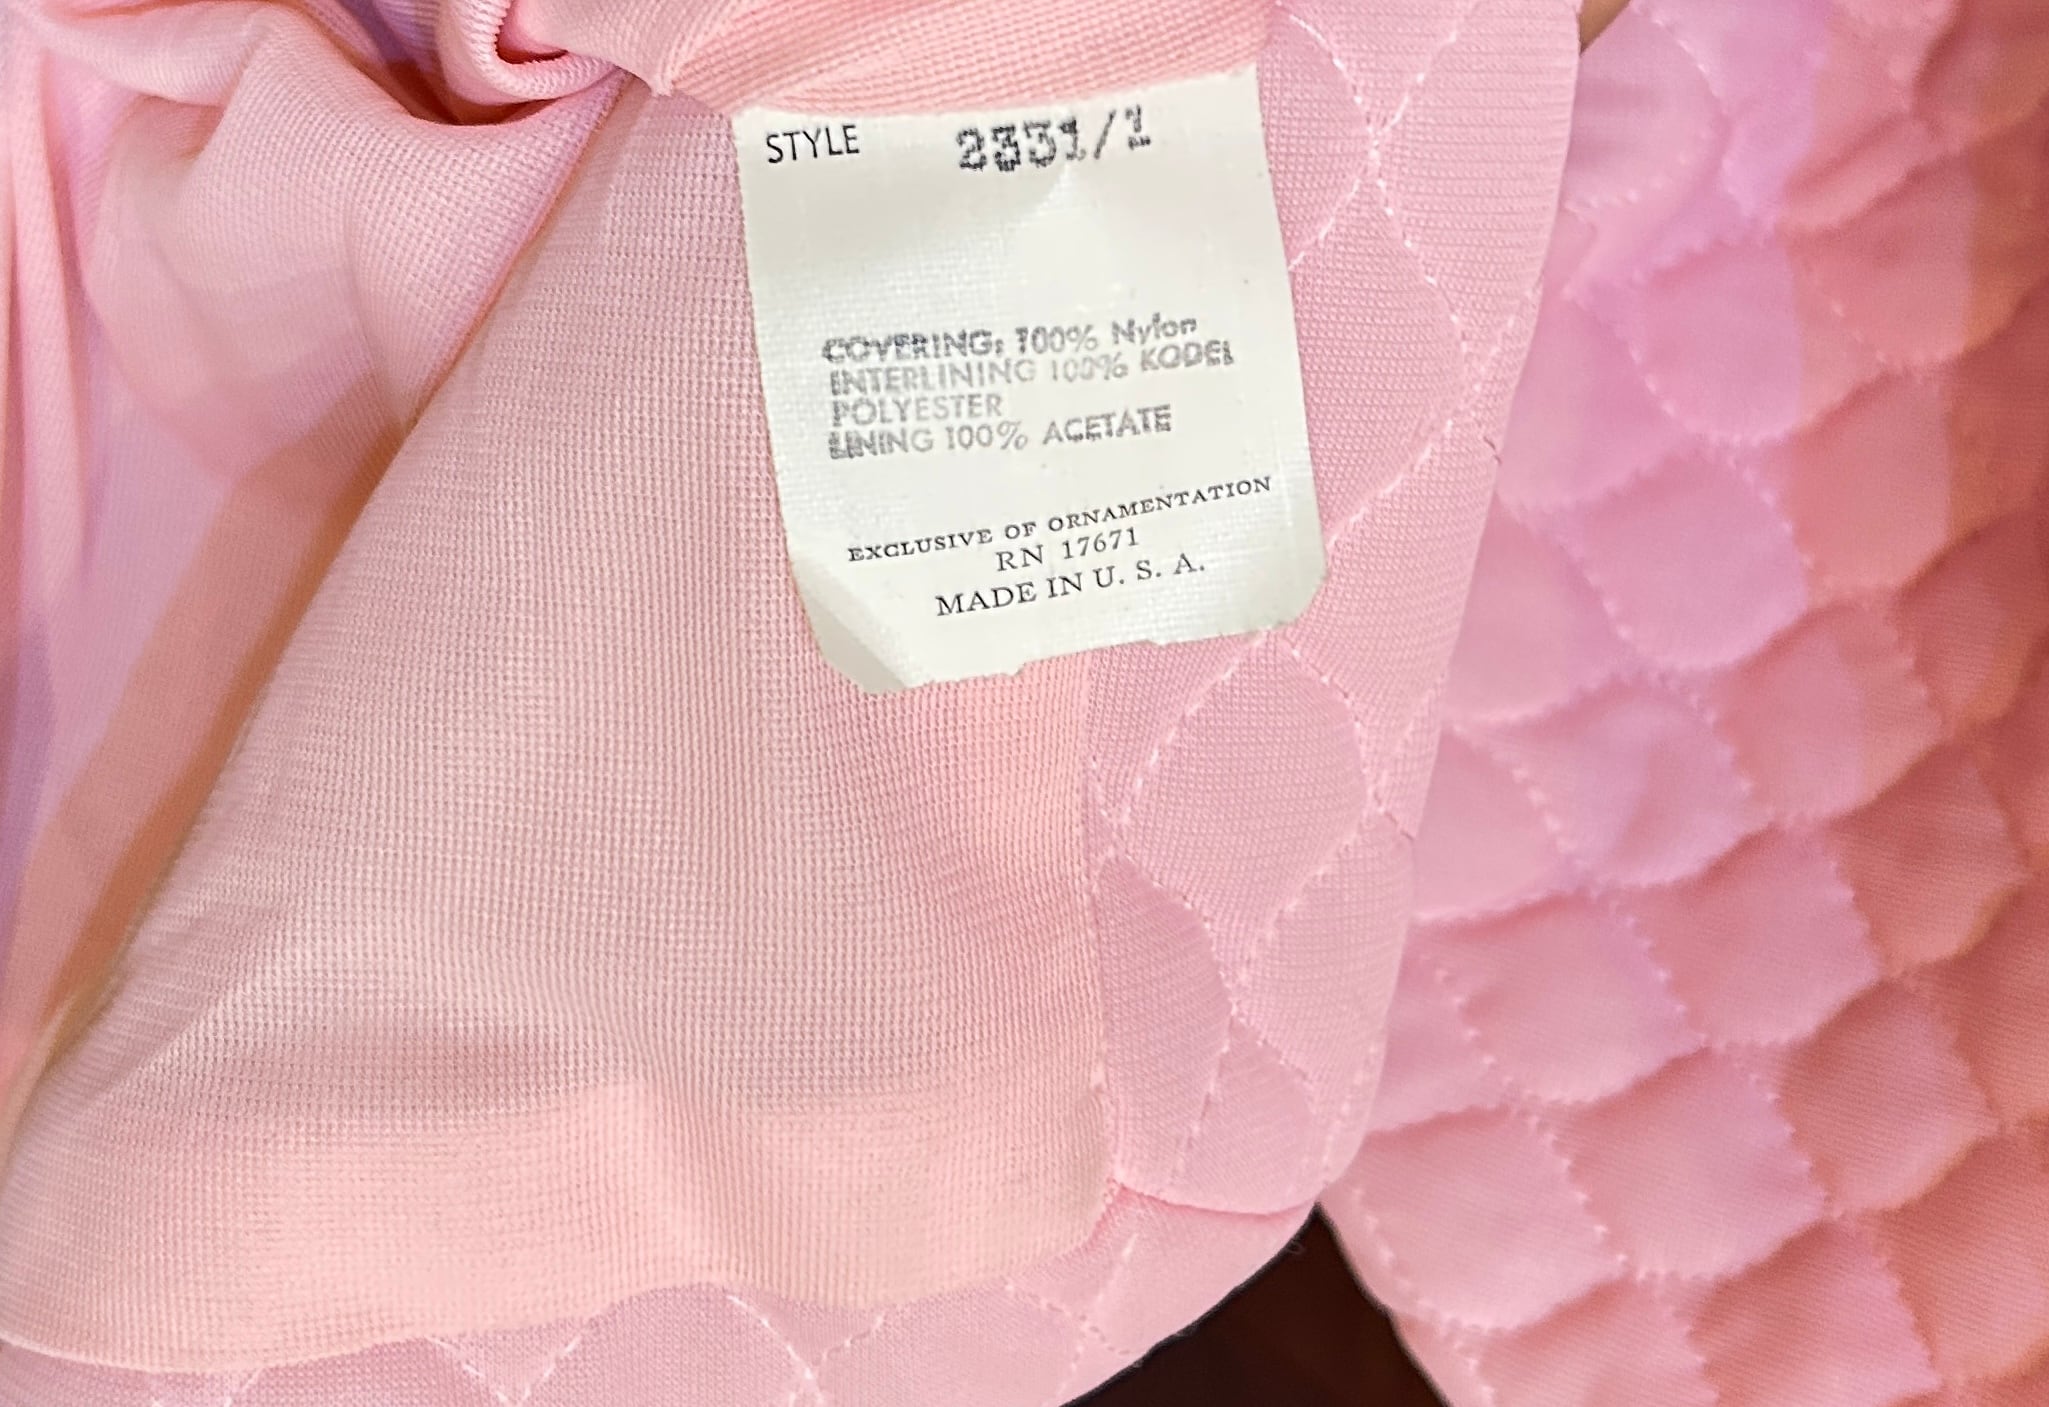 STYLE 2331/1
COVERING: 100% Nylon
INTERLINING 100% KODEL
POLYESTER
LINING 100% ACETATE
EXCLUSIVE OF ORNAMENTATION
RN 17671
MADE IN U. S. A.